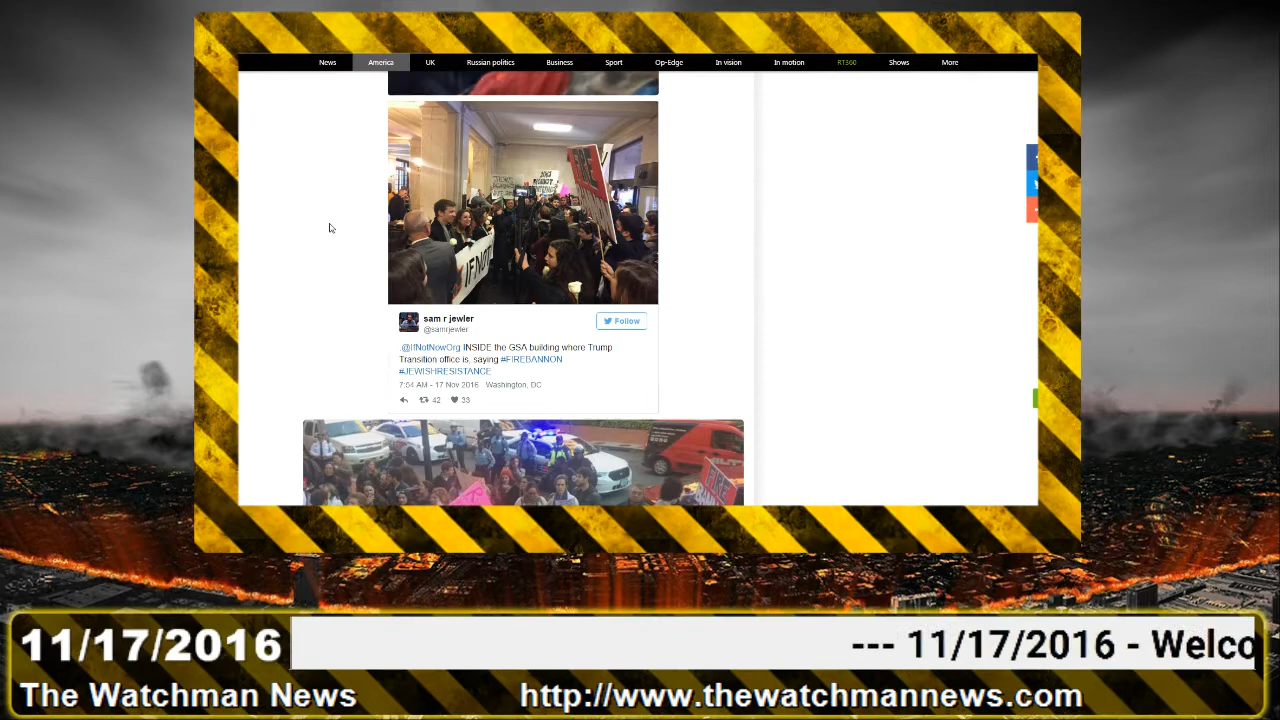 News America UK Russian politics Business Sport Op-Edge In vision In motion RT360 Shows More
IF NOT
sam r jewler
@samrjewler
Follow
.@IfNotNowOrg INSIDE the GSA building where Trump
Transition office is, saying #FIREBANNON
#JEWISHRESISTANCE
7:54 AM - 17 Nov 2016 Washington, DC
42 33
FIRE
11/17/2016
--- 11/17/2016 - Welco
The Watchman News
http://www.thewatchmannews.com